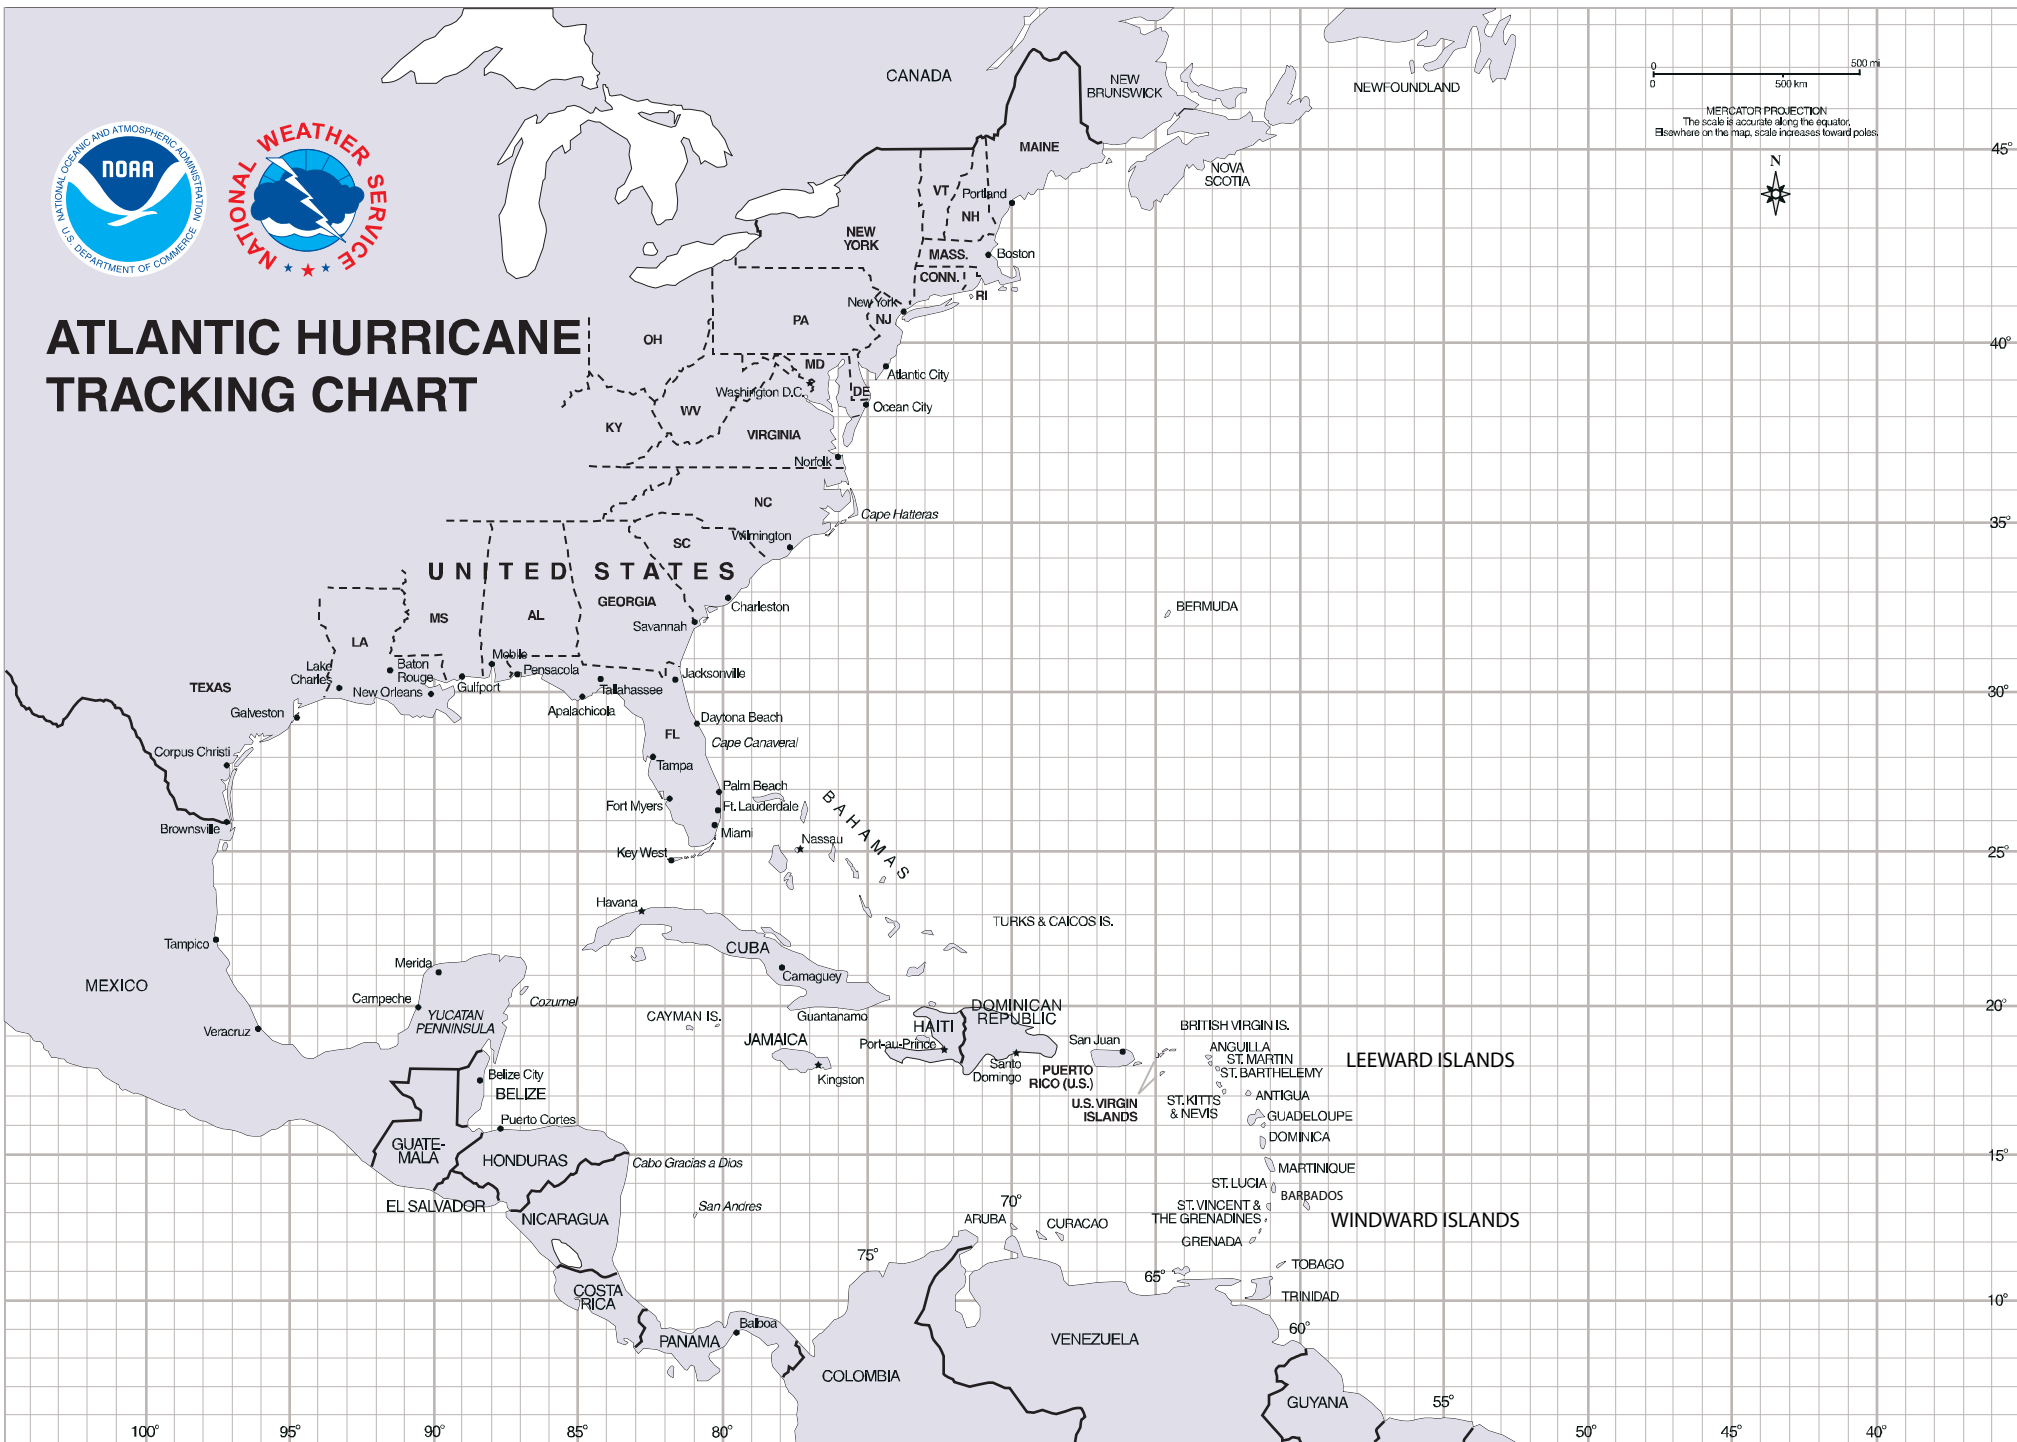 CANADA
NEW
BRUNSWICK
NEWFOUNDLAND
0
500 mi
0
500 km
MERCATOR PROJECTION
The scale is accurate along the equator.
Elsewhere on the map, scale increases toward poles.
N
NATIONAL OCEANIC AND ATMOSPHERIC ADMINISTRATION
NOAA
U.S. DEPARTMENT OF COMMERCE
NATIONAL WEATHER SERVICE
ATLANTIC HURRICANE
TRACKING CHART
MAINE
NOVA
SCOTIA
45°
VT
Portland
NH
NEW
YORK
MASS.
Boston
CONN.
RI
New York
NJ
PA
OH
40°
MD
Atlantic City
Washington D.C.
DE
Ocean City
WV
KY
VIRGINIA
Norfolk
NC
Cape Hatteras
35°
Wilmington
SC
UNITED STATES
GEORGIA
Charleston
BERMUDA
MS
AL
Savannah
LA
Mobile
Baton
Rouge
Lake
Charles
Pensacola
Jacksonville
TEXAS
New Orleans
Gulfport
Tallahassee
30°
Galveston
Apalachicola
Daytona Beach
FL
Cape Canaveral
Corpus Christi
Tampa
Palm Beach
Fort Myers
Ft. Lauderdale
BAHAMAS
Brownsville
Miami
Nassau
Key West
25°
Havana
TURKS & CAICOS IS.
Tampico
CUBA
Merida
Camaguey
MEXICO
Campeche
Cozumel
YUCATAN
PENNINSULA
DOMINICAN
REPUBLIC
20°
Veracruz
CAYMAN IS.
Guantanamo
HAITI
BRITISH VIRGIN IS.
JAMAICA
Port-au-Prince
San Juan
ANGUILLA
ST. MARTIN
LEEWARD ISLANDS
Santo
Domingo
PUERTO
RICO (U.S.)
ST. BARTHELEMY
Belize City
Kingston
BELIZE
U.S. VIRGIN
ISLANDS
ST. KITTS
& NEVIS
ANTIGUA
Puerto Cortes
GUADELOUPE
GUATE-
MALA
DOMINICA
HONDURAS
Cabo Gracias a Dios
MARTINIQUE
15°
ST. LUCIA
BARBADOS
EL SALVADOR
San Andres
70°
ST. VINCENT &
THE GRENADINES
NICARAGUA
ARUBA
CURACAO
WINDWARD ISLANDS
GRENADA
75°
TOBAGO
65°
COSTA
RICA
TRINIDAD
10°
Balboa
60°
PANAMA
VENEZUELA
COLOMBIA
GUYANA
55°
100°
95°
90°
85°
80°
50°
45°
40°